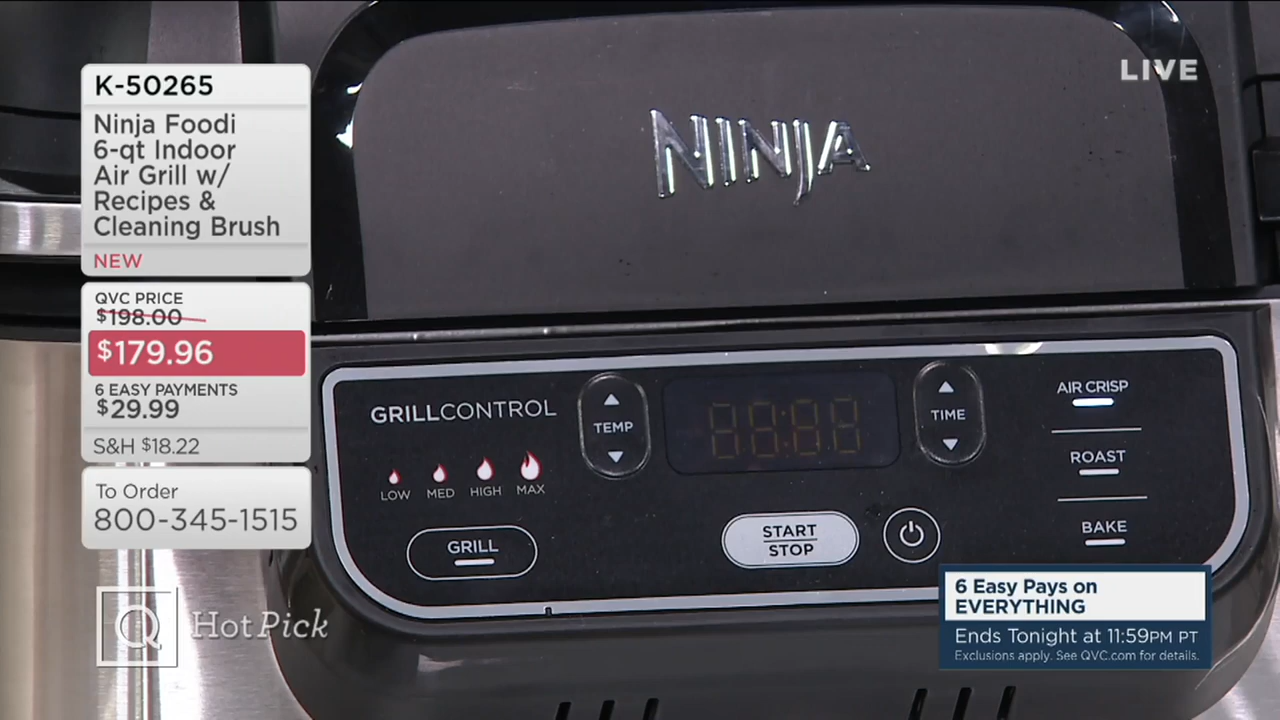 K-50265
Ninja Foodi
6-qt Indoor
Air Grill w/
Recipes &
Cleaning Brush
NEW
QVC PRICE
$198.00
$179.96
6 EASY PAYMENTS
$29.99
S&H $18.22
To Order
800-345-1515
Q
Hot Pick
LIVE
NINJA
GRILLCONTROL
TEMP
88:88
TIME
LOW MED HIGH MAX
GRILL
START
STOP
AIR CRISP
ROAST
BAKE
6 Easy Pays on
EVERYTHING
Ends Tonight at 11:59PM PT
Exclusions apply. See QVC.com for details.